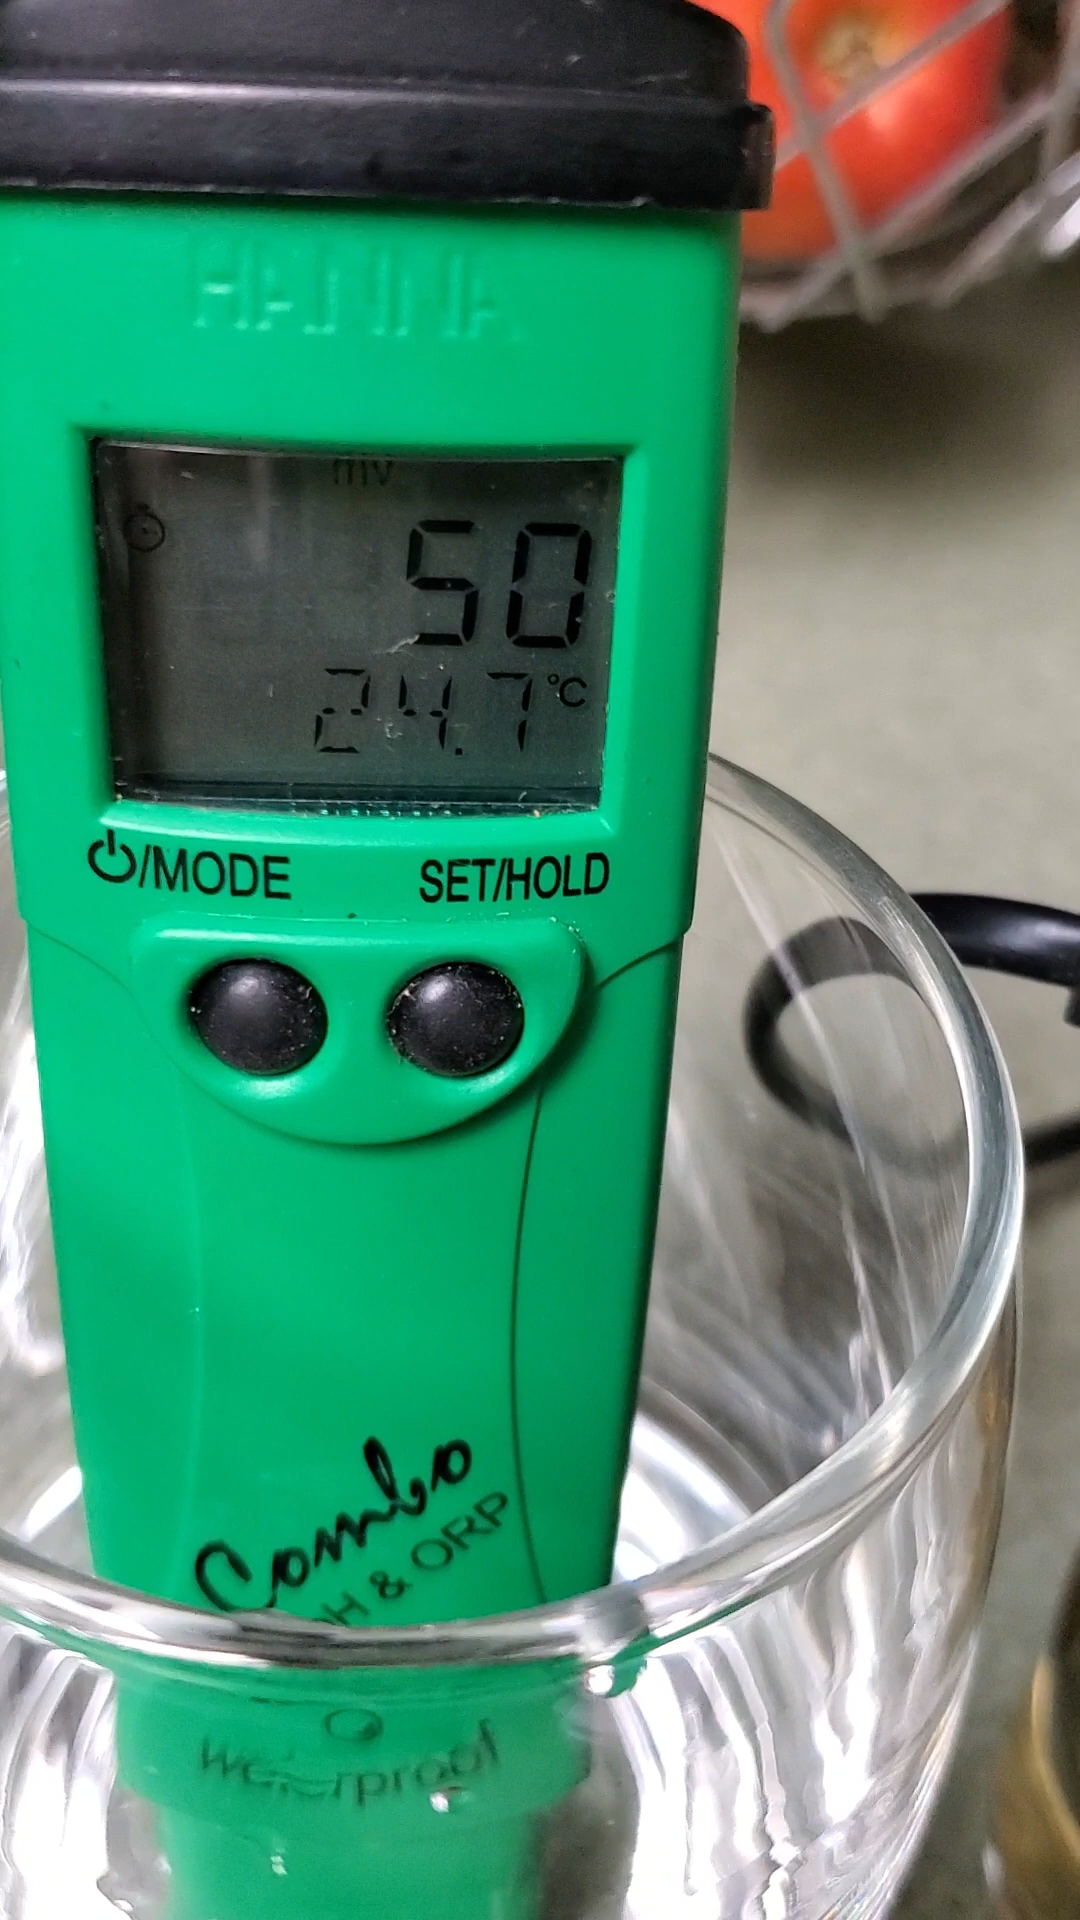 HANNA
mV
50
24.7°C
⏻/MODE SET/HOLD
Combo
pH & ORP
waterproof